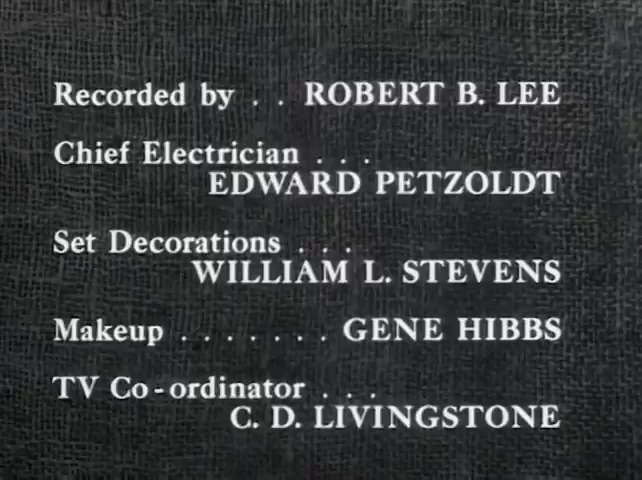 Recorded by . . ROBERT B. LEE
Chief Electrician . . .
EDWARD PETZOLDT
Set Decorations . . .
WILLIAM L. STEVENS
Makeup . . . . . . . GENE HIBBS
TV Co-ordinator . . .
C. D. LIVINGSTONE